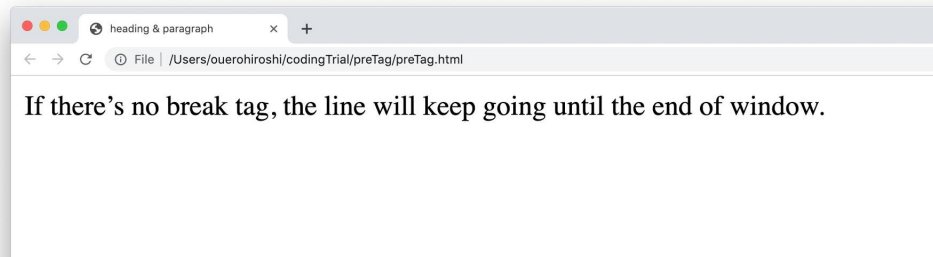 heading & paragraph
File | /Users/ouerohiroshi/codingTrial/preTag/preTag.html
If there’s no break tag, the line will keep going until the end of window.